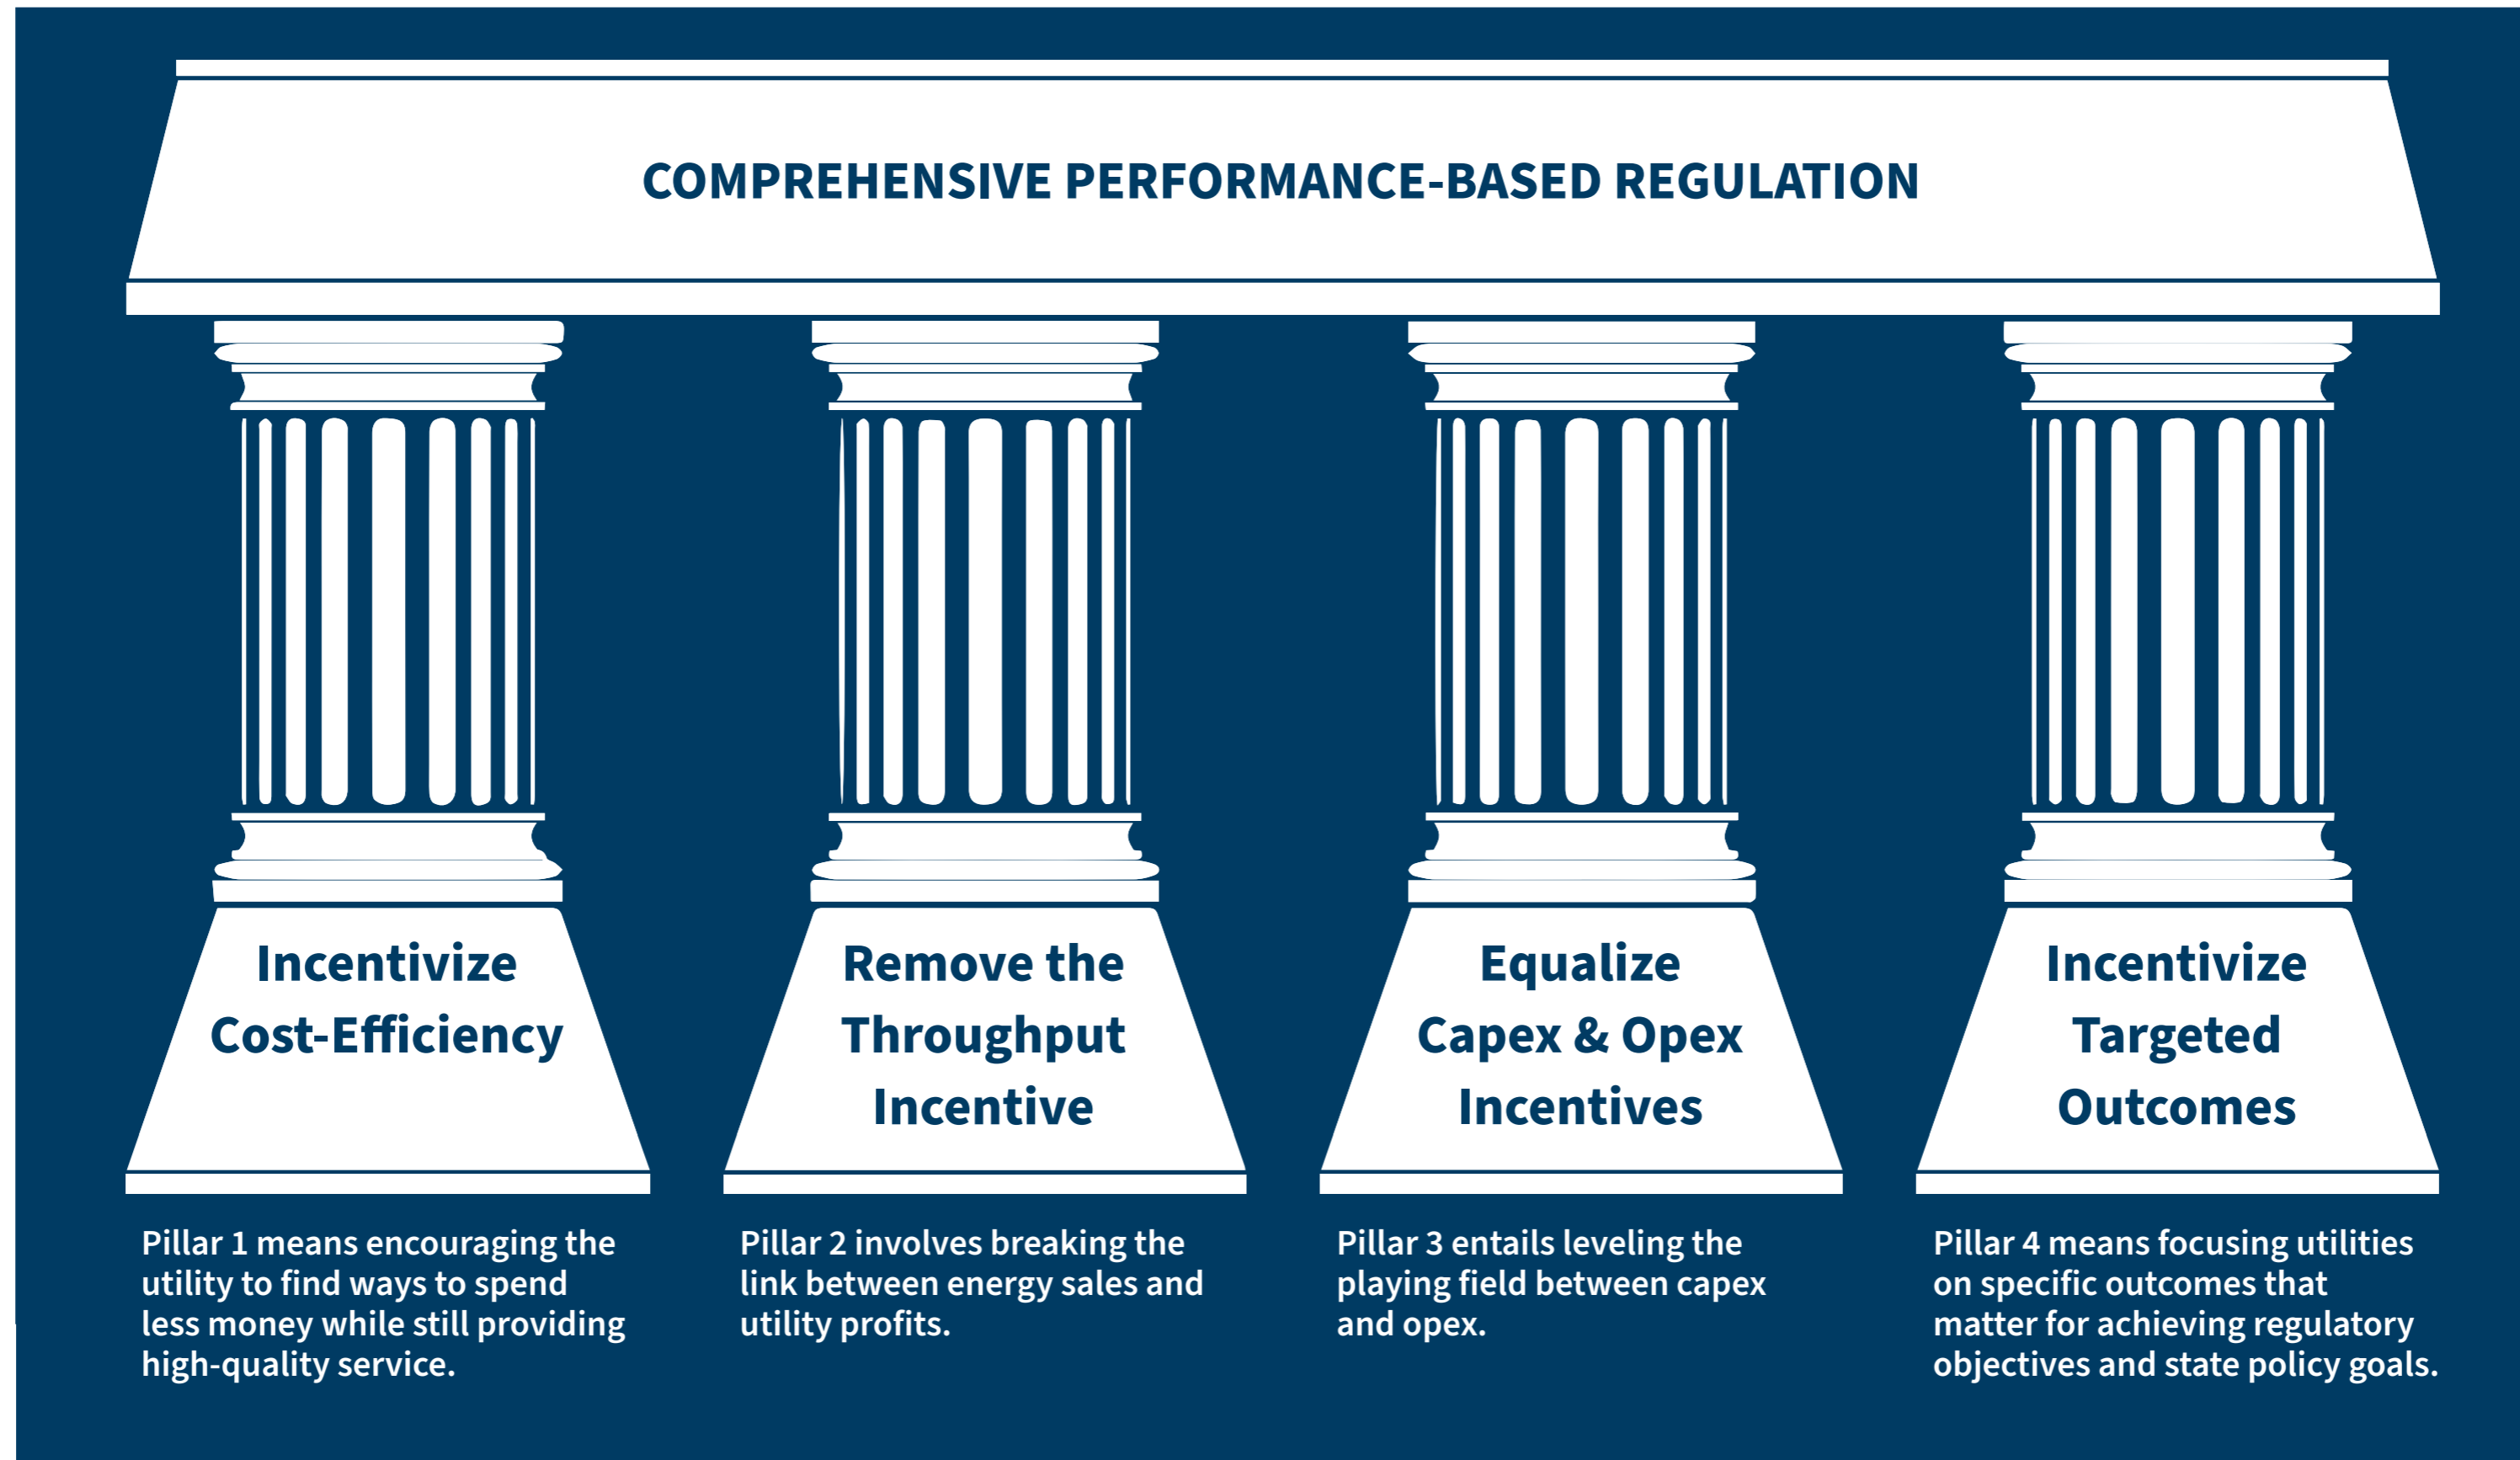 COMPREHENSIVE PERFORMANCE-BASED REGULATION
Incentivize
Cost-Efficiency
Remove the
Throughput
Incentive
Equalize
Capex & Opex
Incentives
Incentivize
Targeted
Outcomes
Pillar 1 means encouraging the
utility to find ways to spend
less money while still providing
high-quality service.
Pillar 2 involves breaking the
link between energy sales and
utility profits.
Pillar 3 entails leveling the
playing field between capex
and opex.
Pillar 4 means focusing utilities
on specific outcomes that
matter for achieving regulatory
objectives and state policy goals.